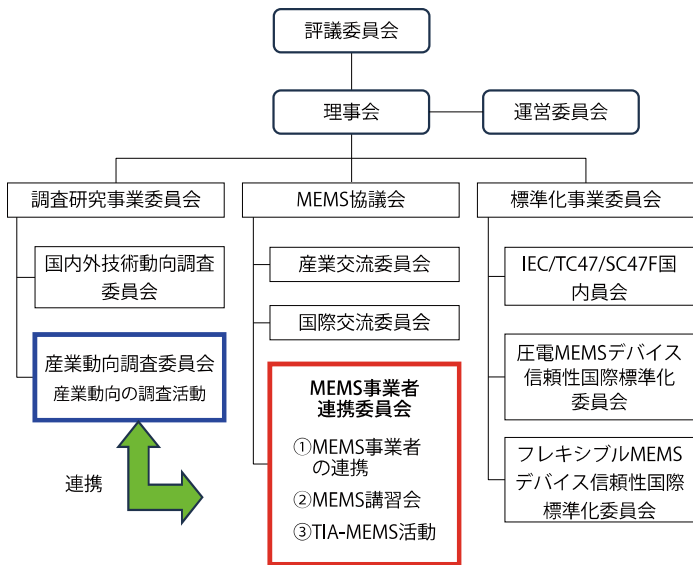 評議委員会
理事会
運営委員会
調査研究事業委員会
MEMS協議会
標準化事業委員会
国内外技術動向調査
委員会
産業動向調査委員会
産業動向の調査活動
連携
産業交流委員会
国際交流委員会
MEMS事業者
連携委員会
①MEMS事業者
の連携
②MEMS講習会
③TIA-MEMS活動
IEC/TC47/SC47F国
内員会
圧電MEMSデバイス
信頼性国際標準化
委員会
フレキシブルMEMS
デバイス信頼性国際
標準化委員会